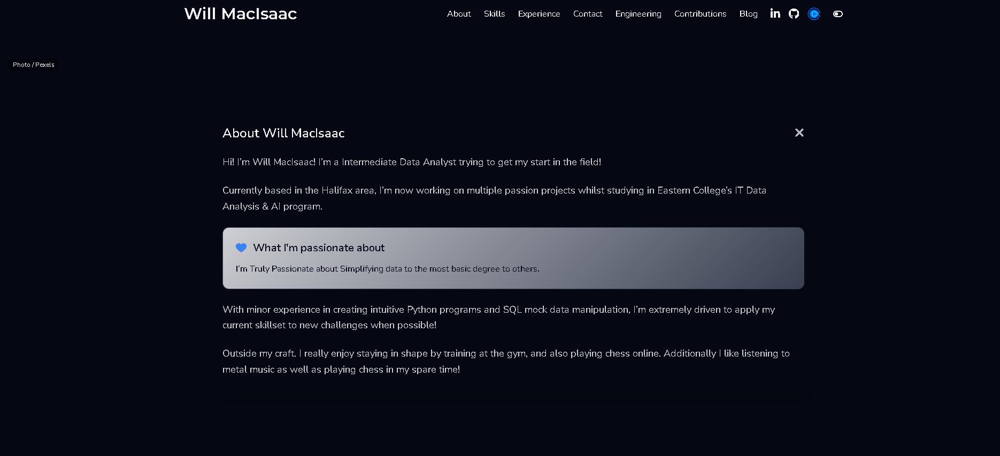 Will MacIsaac
About Skills Experience Contact Engineering Contributions Blog
Photo / Pexels
About Will MacIsaac
Hi! I'm Will MacIsaac! I'm a Intermediate Data Analyst trying to get my start in the field!
Currently based in the Halifax area, I'm now working on multiple passion projects whilst studying in Eastern College's IT Data
Analysis & AI program.
What I'm passionate about
I'm Truly Passionate about Simplifying data to the most basic degree to others.
With minor experience in creating intuitive Python programs and SQL mock data manipulation, I'm extremely driven to apply my
current skillset to new challenges when possible!
Outside my craft. I really enjoy staying in shape by training at the gym, and also playing chess online. Additionally I like listening to
metal music as well as playing chess in my spare time!